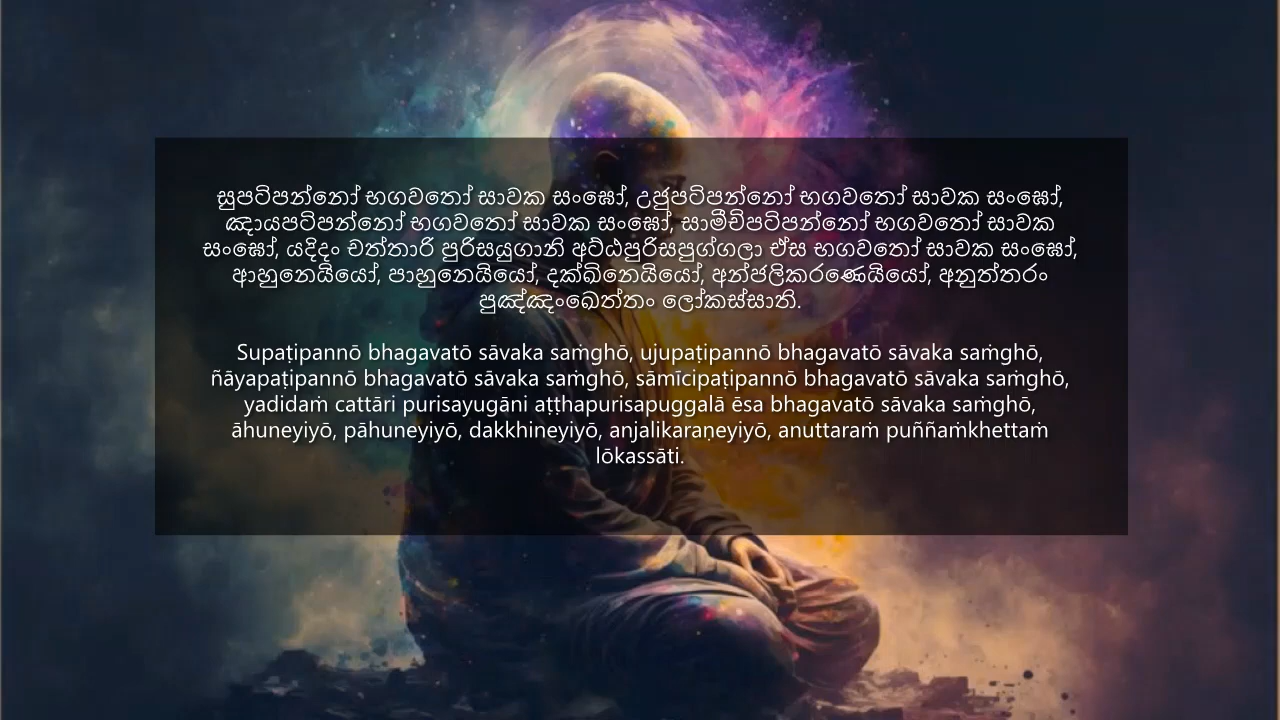 සුපටිපන්නෝ භගවතෝ සාවක සංඝෝ, උජුපටිපන්නෝ භගවතෝ සාවක සංඝෝ,
ඤායපටිපන්නෝ භගවතෝ සාවක සංඝෝ, සාමීචිපටිපන්නෝ භගවතෝ සාවක
සංඝෝ, යදිදං චත්තාරි පුරිසයුගානි අට්ඨපුරිසපුග්ගලා ඒස භගවතෝ සාවක සංඝෝ,
ආහුනෙයියෝ, පාහුනෙයියෝ, දක්ඛිනෙයියෝ, අන්ජලිකරණෙයියෝ, අනුත්තරං
පුඤ්ඤංඛෙත්තං ලෝකස්සාති.
Supaṭipannō bhagavatō sāvaka saṁghō, ujupaṭipannō bhagavatō sāvaka saṁghō,
ñāyapaṭipannō bhagavatō sāvaka saṁghō, sāmīcipaṭipannō bhagavatō sāvaka saṁghō,
yadidaṁ cattāri purisayugāni aṭṭhapurisapuggalā ēsa bhagavatō sāvaka saṁghō,
āhuneyiyō, pāhuneyiyō, dakkhineyiyō, anjalikaraṇeyiyō, anuttaraṁ puññaṁkhettaṁ
lōkassāti.